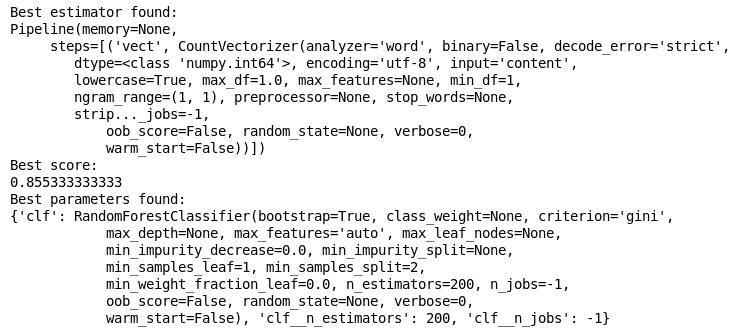 Best estimator found:
Pipeline(memory=None,
     steps=[('vect', CountVectorizer(analyzer='word', binary=False, decode_error='strict',
        dtype=<class 'numpy.int64'>, encoding='utf-8', input='content',
        lowercase=True, max_df=1.0, max_features=None, min_df=1,
        ngram_range=(1, 1), preprocessor=None, stop_words=None,
        strip..._jobs=-1,
            oob_score=False, random_state=None, verbose=0,
            warm_start=False))])
Best score:
0.855333333333
Best parameters found:
{'clf': RandomForestClassifier(bootstrap=True, class_weight=None, criterion='gini',
            max_depth=None, max_features='auto', max_leaf_nodes=None,
            min_impurity_decrease=0.0, min_impurity_split=None,
            min_samples_leaf=1, min_samples_split=2,
            min_weight_fraction_leaf=0.0, n_estimators=200, n_jobs=-1,
            oob_score=False, random_state=None, verbose=0,
            warm_start=False), 'clf__n_estimators': 200, 'clf__n_jobs': -1}